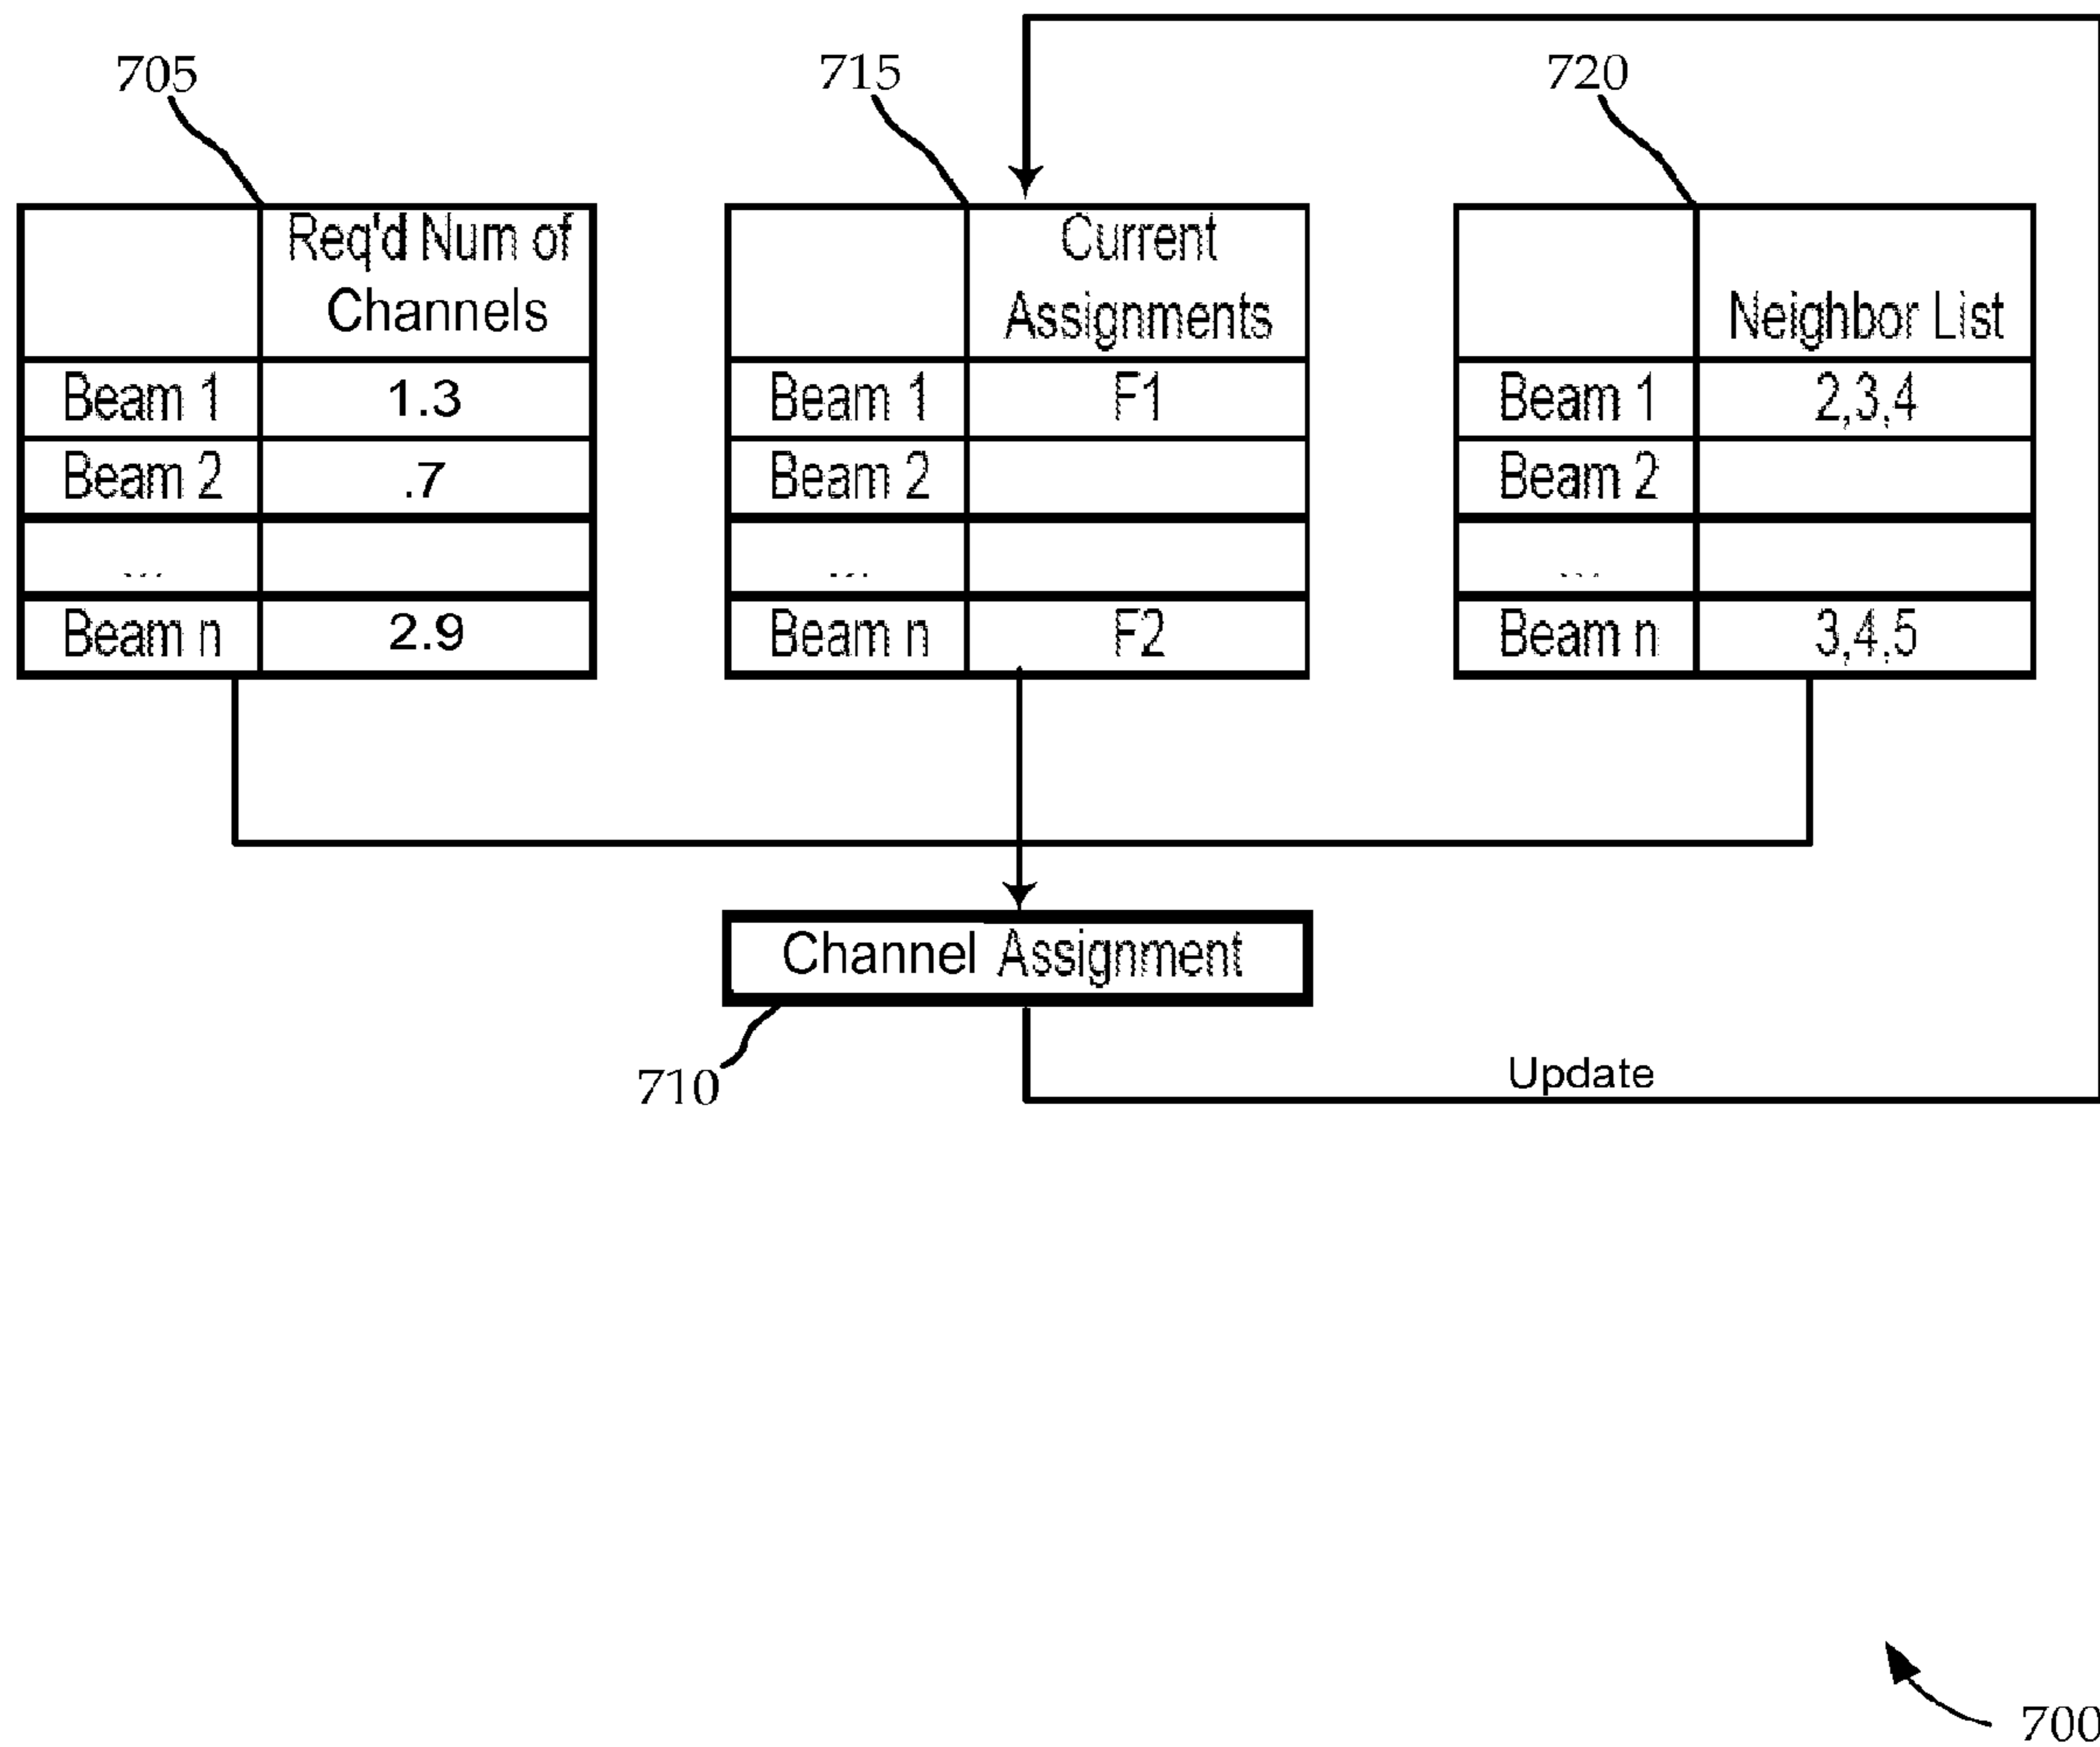 705
715
720
Req'd Num of
Channels
Beam 1 1.3
Beam 2 .7
...
Beam n 2.9
Current
Assignments
Beam 1 F1
Beam 2
...
Beam n F2
Neighbor List
Beam 1 2,3,4
Beam 2
...
Beam n 3,4,5
Channel Assignment
710
Update
700